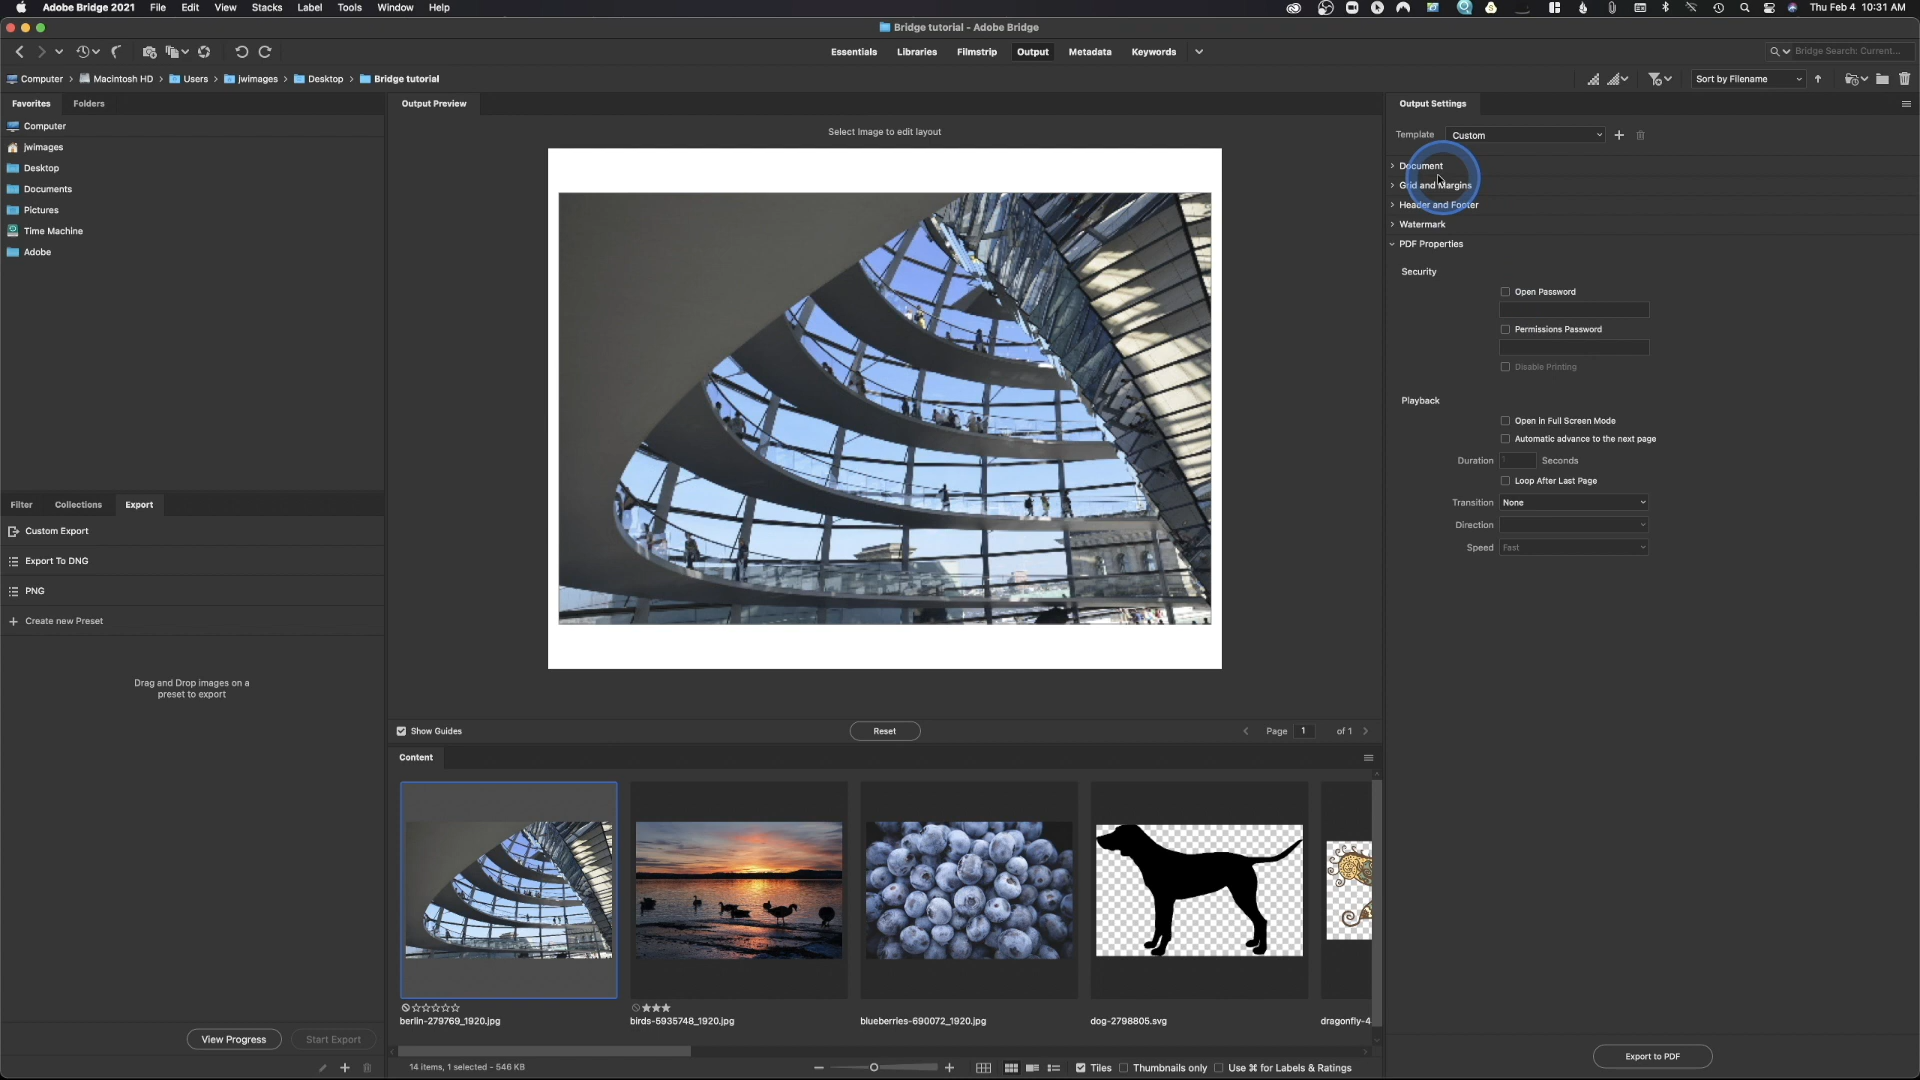 Adobe Bridge 2021 File Edit View Stacks Label Tools Window Help Thu Feb 4 10:31 AM
Bridge tutorial - Adobe Bridge
Essentials Libraries Filmstrip Output Metadata Keywords Bridge Search: Current...
Computer Macintosh HD Users jwimages Desktop Bridge tutorial Sort by Filename
Favorites Folders
Computer
jwimages
Desktop
Documents
Pictures
Time Machine
Adobe
Filter Collections Export
Custom Export
Export To DNG
PNG
Create new Preset
Drag and Drop images on a
preset to export
View Progress Start Export
Output Preview
Select Image to edit layout
Show Guides Reset Page 1 of 1
Content
berlin-279769_1920.jpg birds-5935748_1920.jpg blueberries-690072_1920.jpg dog-2798805.svg dragonfly-4
14 items, 1 selected - 546 KB Tiles Thumbnails only Use ⌘ for Labels & Ratings
Output Settings
Template Custom
Document
Grid and Margins
Header and Footer
Watermark
PDF Properties
Security
Open Password
Permissions Password
Disable Printing
Playback
Open in Full Screen Mode
Automatic advance to the next page
Duration 1 Seconds
Loop After Last Page
Transition None
Direction
Speed Fast
Export to PDF